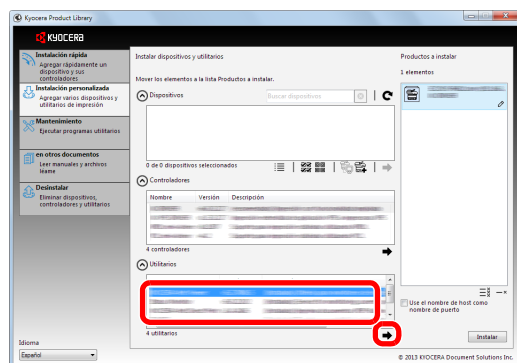 Kyocera Product Library
KYOCERA
Instalación rápida
Agregar rápidamente un
dispositivo y sus
controladores
Instalación personalizada
Agregar varios dispositivos y
utilitarios de impresión
Mantenimiento
Ejecutar programas utilitarios
en otros documentos
Leer manuales y archivos
léame
Desinstalar
Eliminar dispositivos,
controladores y utilitarios
Idioma
Español
Instalar dispositivos y utilitarios
Mover los elementos a la lista Productos a instalar.
Dispositivos
Buscar dispositivos
0 de 0 dispositivos seleccionados
Controladores
Nombre Versión Descripción
4 controladores
Utilitarios
4 utilitarios
Productos a instalar
1 elementos
Use el nombre de host como
nombre de puerto
Instalar
© 2013 KYOCERA Document Solutions Inc.